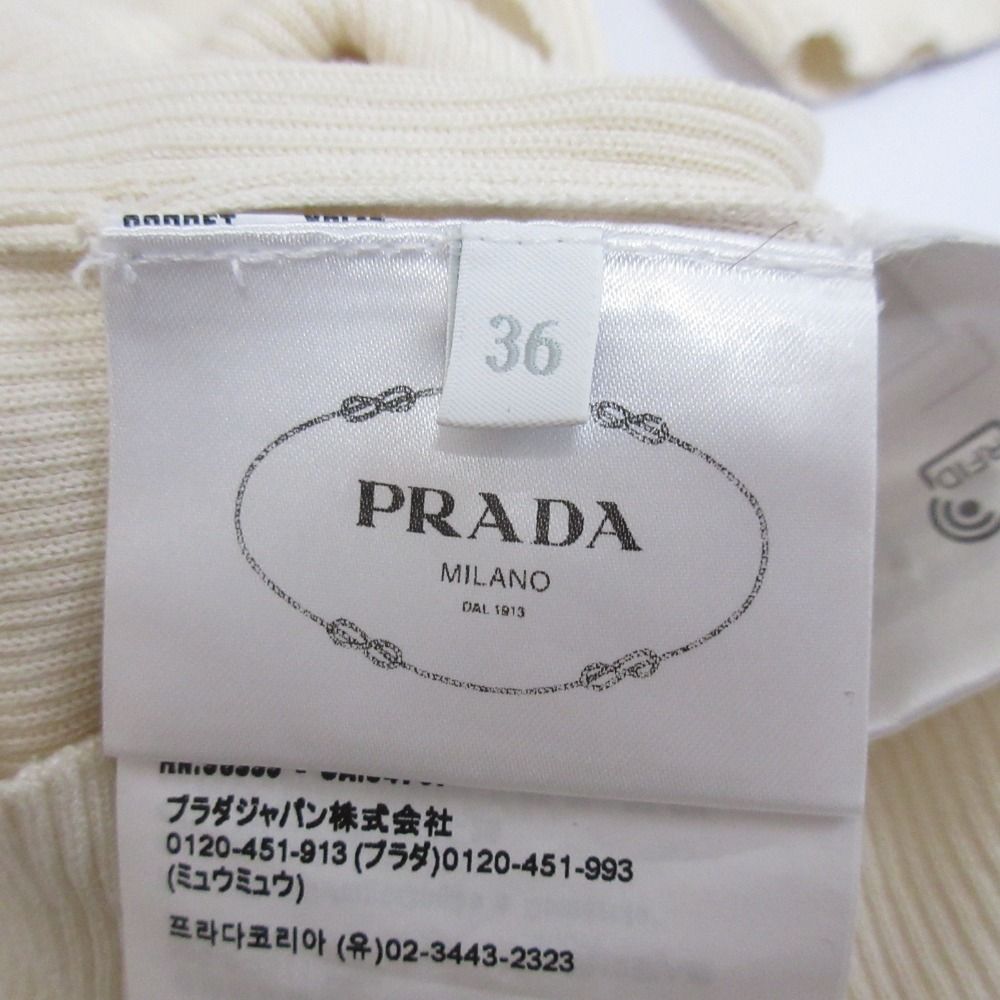 36
PRADA
MILANO
DAL 1913
RFID
プラダジャパン株式会社
0120-451-913 (プラダ)0120-451-993
(ミュウミュウ)
프라다코리아 (유)02-3443-2323